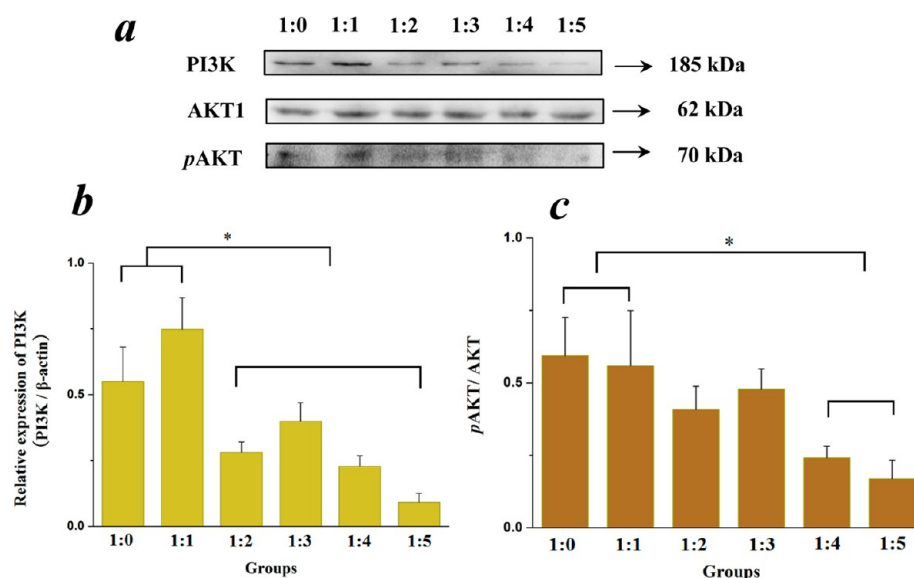 a
1:0 1:1 1:2 1:3 1:4 1:5
PI3K 185 kDa
AKT1 62 kDa
pAKT 70 kDa
b
*
1.0
0.5
0.0
Relative expression of PI3K
(PI3K / β-actin)
1:0 1:1 1:2 1:3 1:4 1:5
Groups
c
*
1.0
0.5
0.0
pAKT/ AKT
1:0 1:1 1:2 1:3 1:4 1:5
Groups